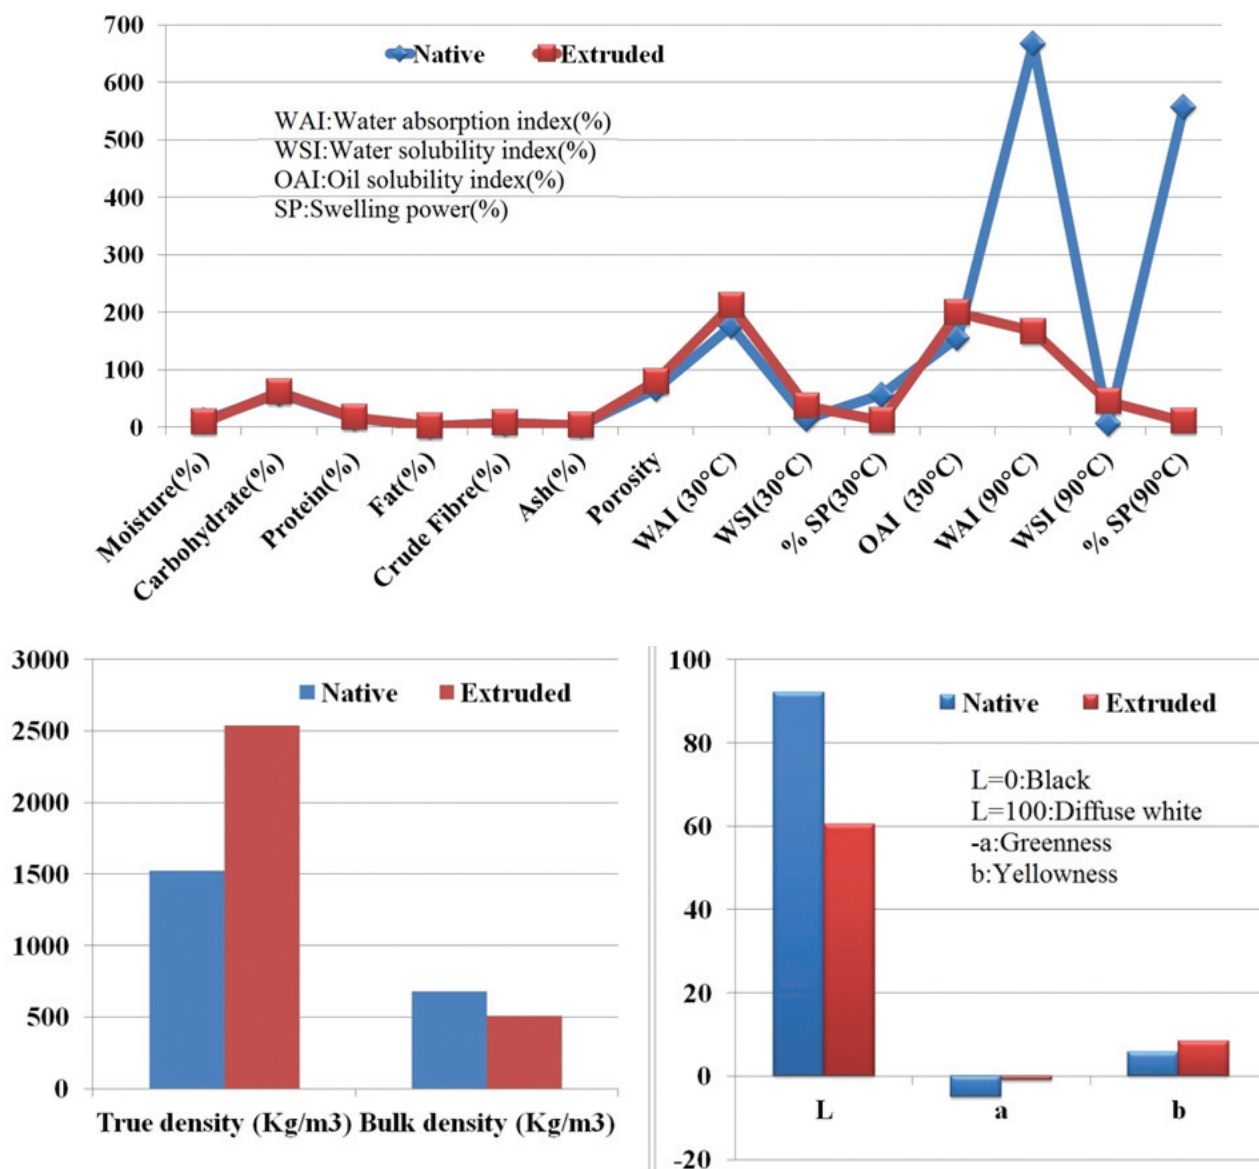 700
600
500
400
300
200
100
0
Native Extruded
WAI:Water absorption index(%)
WSI:Water solubility index(%)
OAI:Oil solubility index(%)
SP:Swelling power(%)
Moisture(%)
Carbohydrate(%)
Protein(%)
Fat(%)
Crude Fibre(%)
Ash(%)
Porosity
WAI (30°C)
WSI(30°C)
% SP(30°C)
OAI (30°C)
WAI (90°C)
WSI (90°C)
% SP(90°C)
3000
2500
2000
1500
1000
500
0
Native Extruded
True density (Kg/m3) Bulk density (Kg/m3)
100
80
60
40
20
0
-20
Native Extruded
L=0:Black
L=100:Diffuse white
-a:Greenness
b:Yellowness
L a b